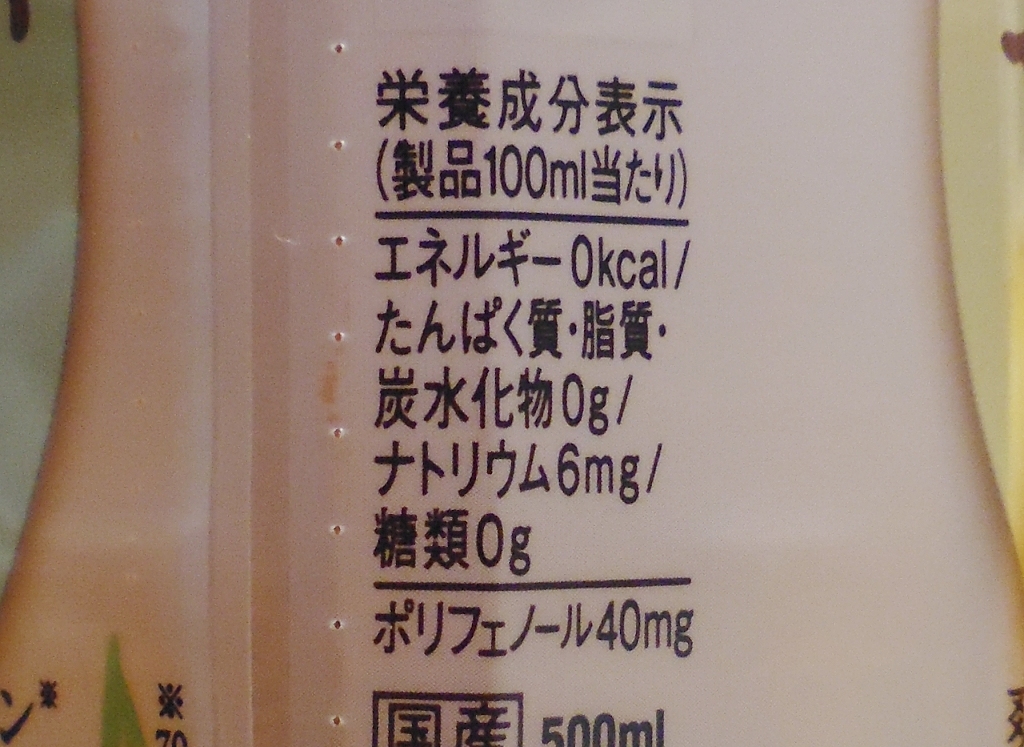 栄養成分表示
(製品100ml当たり)
エネルギー0kcal/
たんぱく質・脂質・
炭水化物0g/
ナトリウム6mg/
糖類0g
ポリフェノール40mg
国産 500ml
ン※
※
70